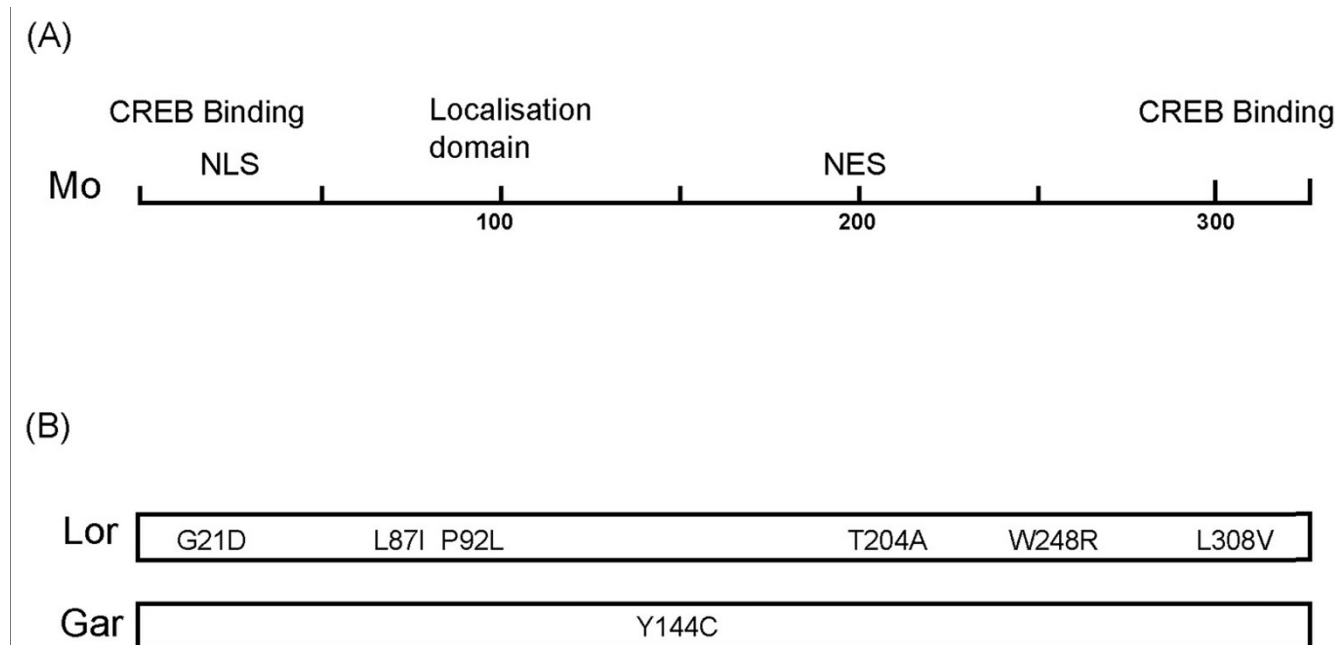 (A)
CREB Binding
Localisation
domain
CREB Binding
NLS
NES
Mo
100
200
300
(B)
Lor
G21D
L87I
P92L
T204A
W248R
L308V
Gar
Y144C